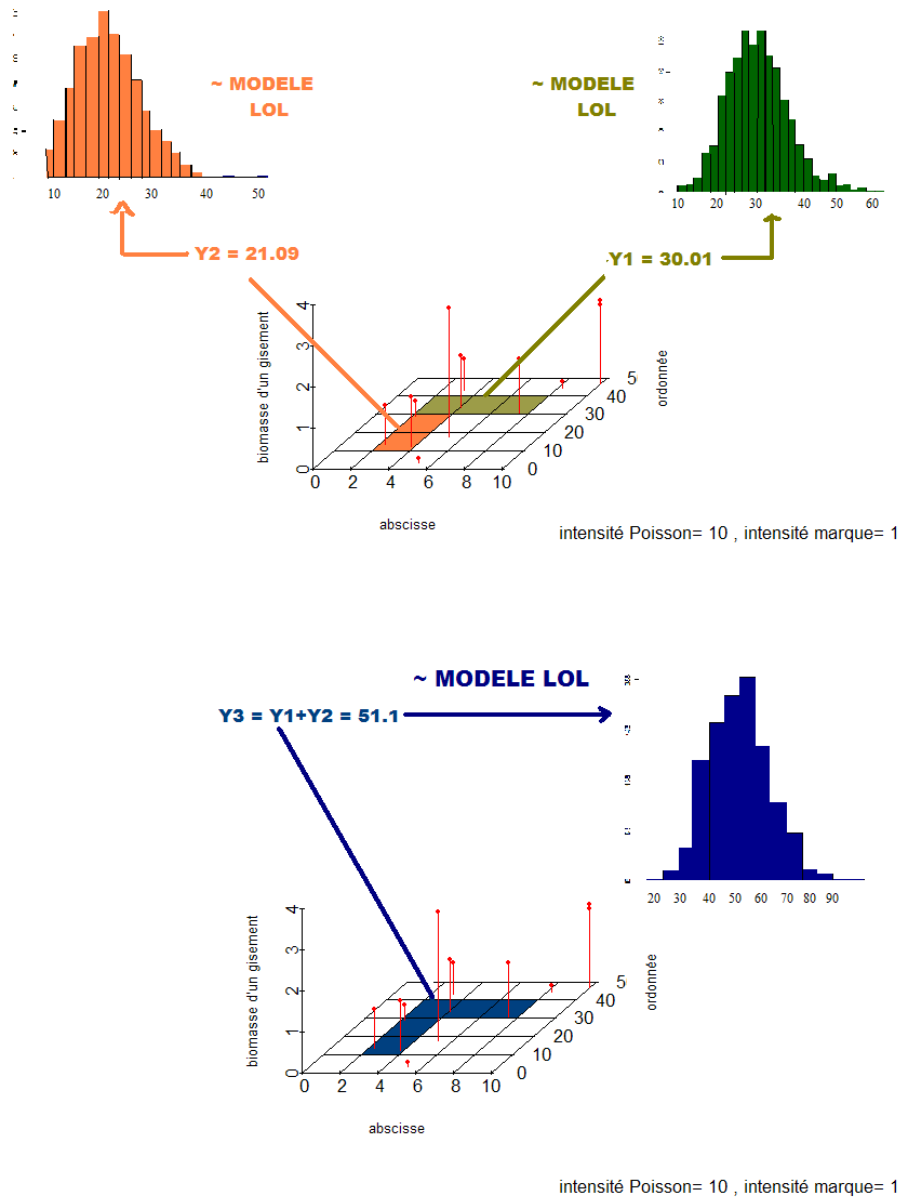 ~ MODELE
LOL
~ MODELE
LOL
10 20 30 40 50
10 20 30 40 50 60
Y2 = 21.09
Y1 = 30.01
biomasse d'un gisement
0 1 2 3 4
0 2 4 6 8 10
0 10 20 30 40 5
ordonnée
abscisse
intensité Poisson= 10 , intensité marque= 1
~ MODELE LOL
Y3 = Y1+Y2 = 51.1
20 30 40 50 60 70 80 90
biomasse d'un gisement
0 1 2 3 4
0 2 4 6 8 10
0 10 20 30 40 5
ordonnée
abscisse
intensité Poisson= 10 , intensité marque= 1